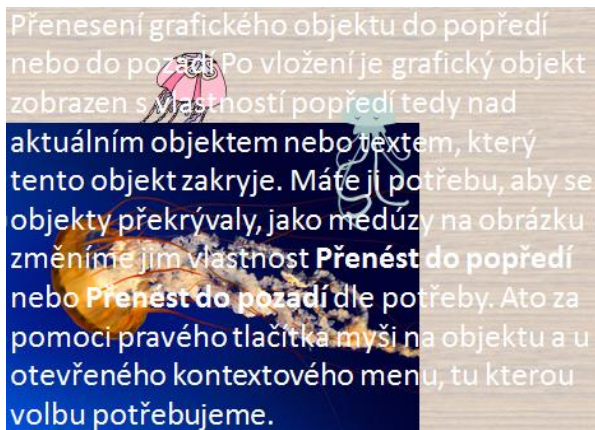 Přenesení grafického objektu do popředí
nebo do pozadí Po vložení je grafický objekt
zobrazen s vlastností popředí tedy nad
aktuálním objektem nebo textem, který
tento objekt zakryje. Máte ji potřebu, aby se
objekty překrývaly, jako medúzy na obrázku
změníme jim vlastnost Přenést do popředí
nebo Přenést do pozadí dle potřeby. Ato za
pomoci pravého tlačítka myši na objektu a u
otevřeného kontextového menu, tu kterou
volbu potřebujeme.